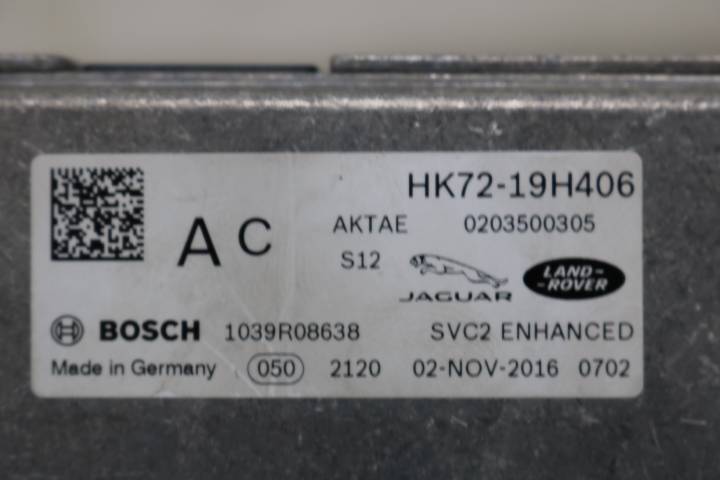 HK72-19H406
A C AKTAE 0203500305
S12 JAGUAR LAND-
-ROVER
BOSCH 1039R08638 SVC2 ENHANCED
Made in Germany 050 2120 02-NOV-2016 0702